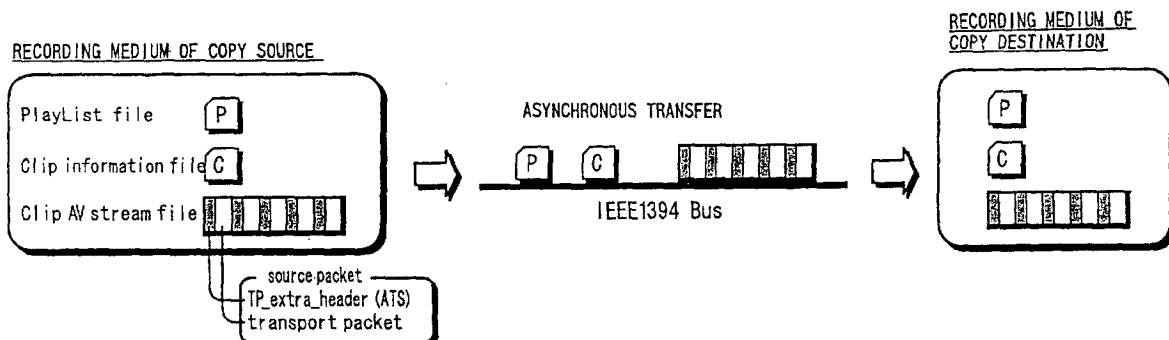 RECORDING MEDIUM OF COPY SOURCE
PlayList file
P
Clip information file
C
Clip AV stream file
source packet
TP_extra_header (ATS)
transport packet
ASYNCHRONOUS TRANSFER
P
C
IEEE1394 Bus
RECORDING MEDIUM OF
COPY DESTINATION
P
C